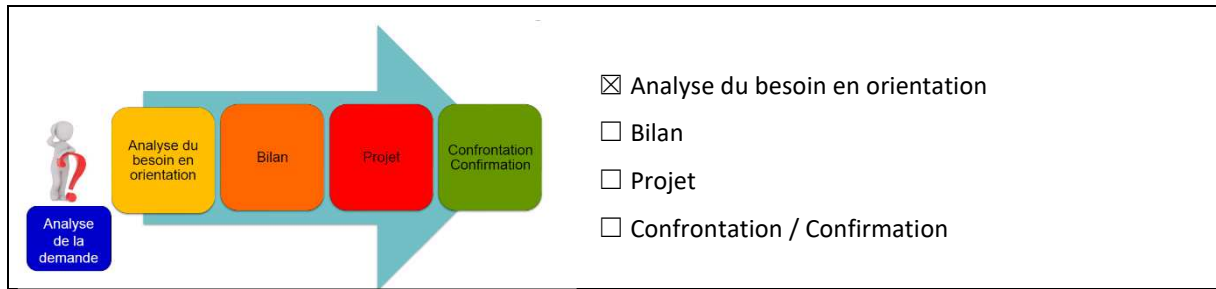 Analyse
de la
demande
Analyse du
besoin en
orientation
Bilan
Projet
Confrontation
Confirmation
☒ Analyse du besoin en orientation
☐ Bilan
☐ Projet
☐ Confrontation / Confirmation